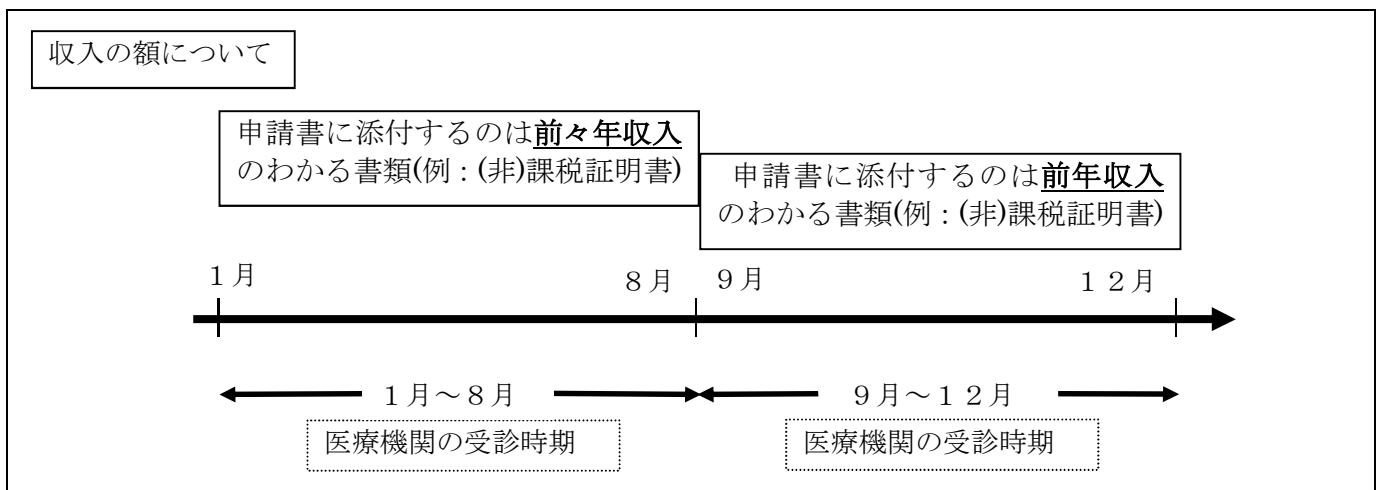 収入の額について
申請書に添付するのは前々年収入
のわかる書類(例：(非)課税証明書)
申請書に添付するのは前年収入
のわかる書類(例：(非)課税証明書)
１月
８月
９月
１２月
１月～８月
９月～１２月
医療機関の受診時期
医療機関の受診時期